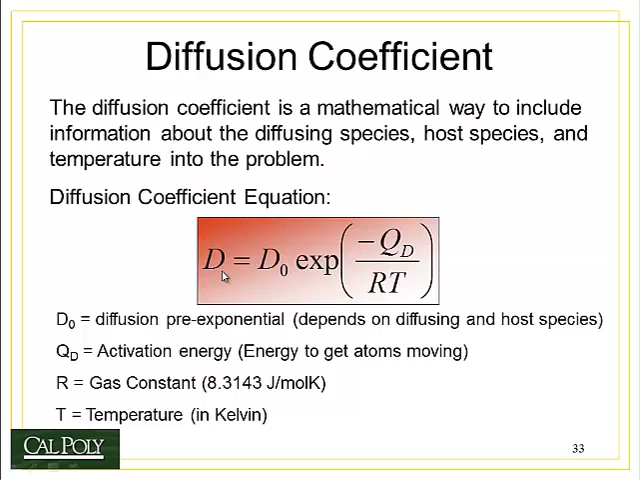 Diffusion Coefficient
The diffusion coefficient is a mathematical way to include
information about the diffusing species, host species, and
temperature into the problem.
Diffusion Coefficient Equation:
D = D₀ exp(−Q_D / RT)
D₀ = diffusion pre-exponential (depends on diffusing and host species)
Q_D = Activation energy (Energy to get atoms moving)
R = Gas Constant (8.3143 J/molK)
T = Temperature (in Kelvin)
CAL POLY
33